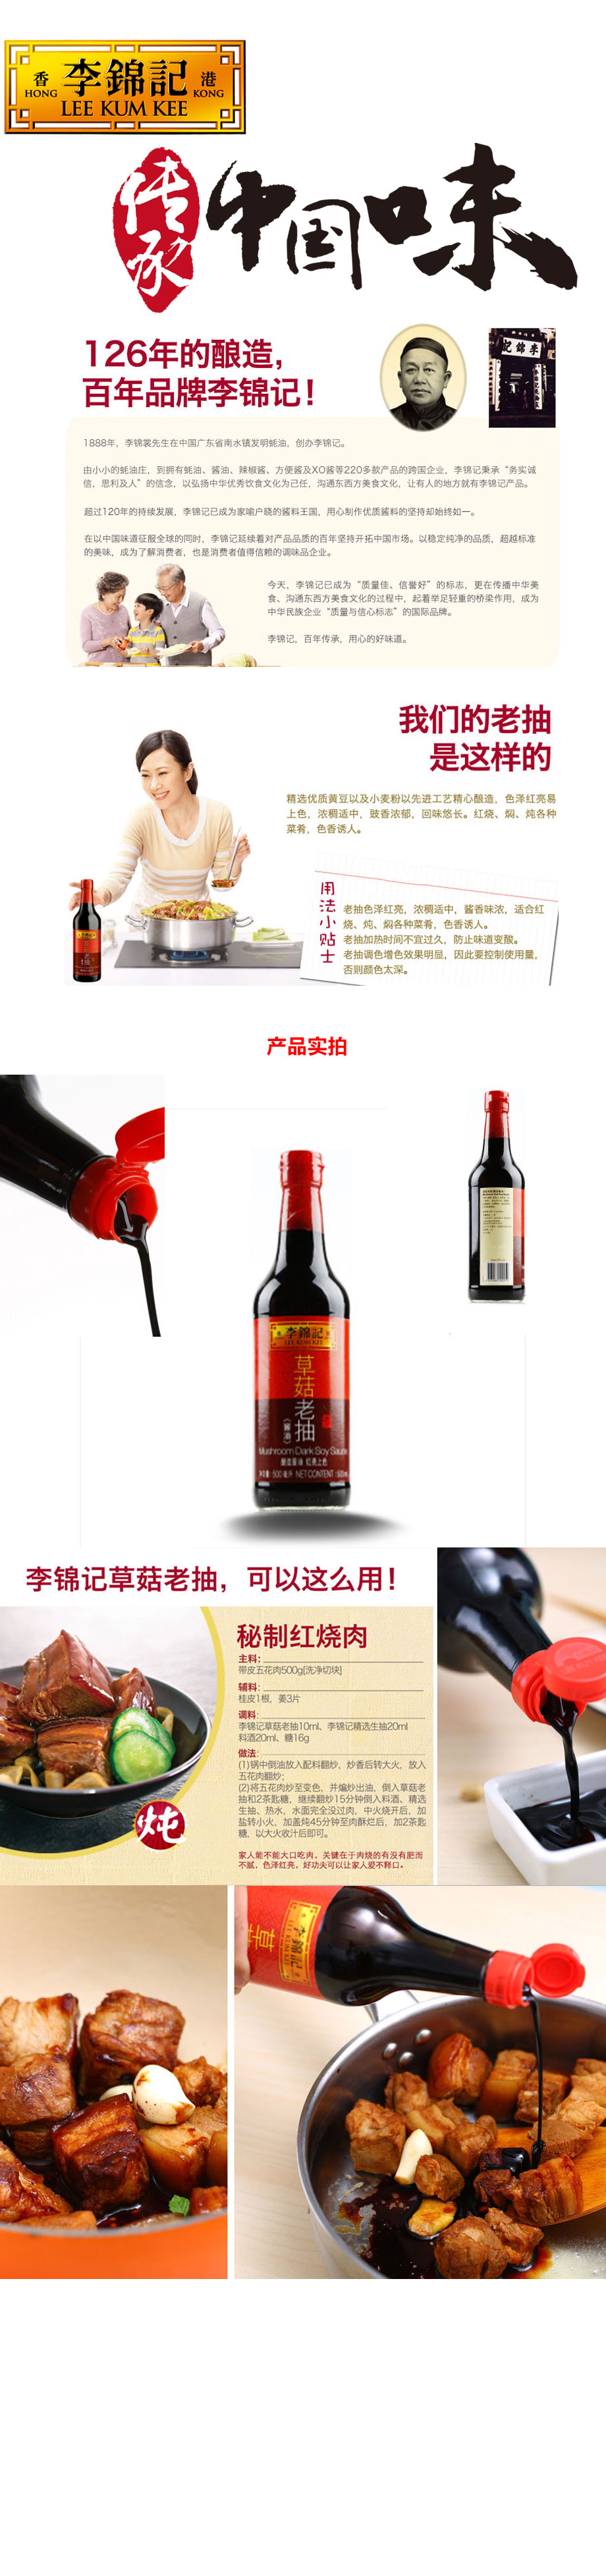 香 李錦記 港
HONG LEE KUM KEE KONG
传承
中国味
126年的酿造，
百年品牌李锦记！
李錦記
1888年，李锦裳先生在中国广东省南水镇发明蚝油，创办李锦记。
由小小的蚝油庄，到拥有蚝油、酱油、辣椒酱、方便酱及XO酱等220多款产品的跨国企业，李锦记秉承“务实诚
信，思利及人”的信念，以弘扬中华优秀饮食文化为己任，沟通东西方美食文化，让有人的地方就有李锦记产品。
超过120年的持续发展，李锦记已成为家喻户晓的酱料王国，用心制作优质酱料的坚持却始终如一。
在以中国味道征服全球的同时，李锦记延续着对产品品质的百年坚持开拓中国市场。以稳定纯净的品质，超越标准
的美味，成为了解消费者，也是消费者值得信赖的调味品企业。
今天，李锦记已成为“质量佳、信誉好”的标志，更在传播中华美
食、沟通东西方美食文化的过程中，起着举足轻重的桥梁作用，成为
中华民族企业“质量与信心标志”的国际品牌。
李锦记，百年传承，用心的好味道。
我们的老抽
是这样的
精选优质黄豆以及小麦粉以先进工艺精心酿造，色泽红亮易
上色，浓稠适中，豉香浓郁，回味悠长。红烧、焖、炖各种
菜肴，色香诱人。
用法小贴士
老抽色泽红亮，浓稠适中，酱香味浓，适合红
烧、炖、焖各种菜肴，色香诱人。
老抽加热时间不宜过久，防止味道变酸。
老抽调色增色效果明显，因此要控制使用量，
否则颜色太深。
产品实拍
李錦記
LEE KUM KEE
草菇
老抽
（酱油）
Mushroom Dark Soy Sauce
酿造酱油 红亮上色
净含量：500毫升 NET CONTENT：500ml
李锦记草菇老抽，可以这么用！
秘制红烧肉
主料：
带皮五花肉500g[洗净切块]
辅料：
桂皮1根，姜3片
调料：
李锦记草菇老抽10ml、李锦记精选生抽20ml
料酒20ml、糖16g
做法：
(1)锅中倒油放入配料翻炒，炒香后转大火，放入
五花肉翻炒；
(2)将五花肉炒至变色，并煸炒出油，倒入草菇老
抽和2茶匙糖，继续翻炒15分钟倒入料酒、精选
生抽、热水，水面完全没过肉，中火烧开后，加
盐转小火，加盖炖45分钟至肉酥烂后，加2茶匙
糖，以大火收汁后即可。
家人能不能大口吃肉，关键在于肉烧的有没有肥而
不腻，色泽红亮，好功夫可以让家人爱不释口。
炖
李錦記
LEE KUM KEE
草